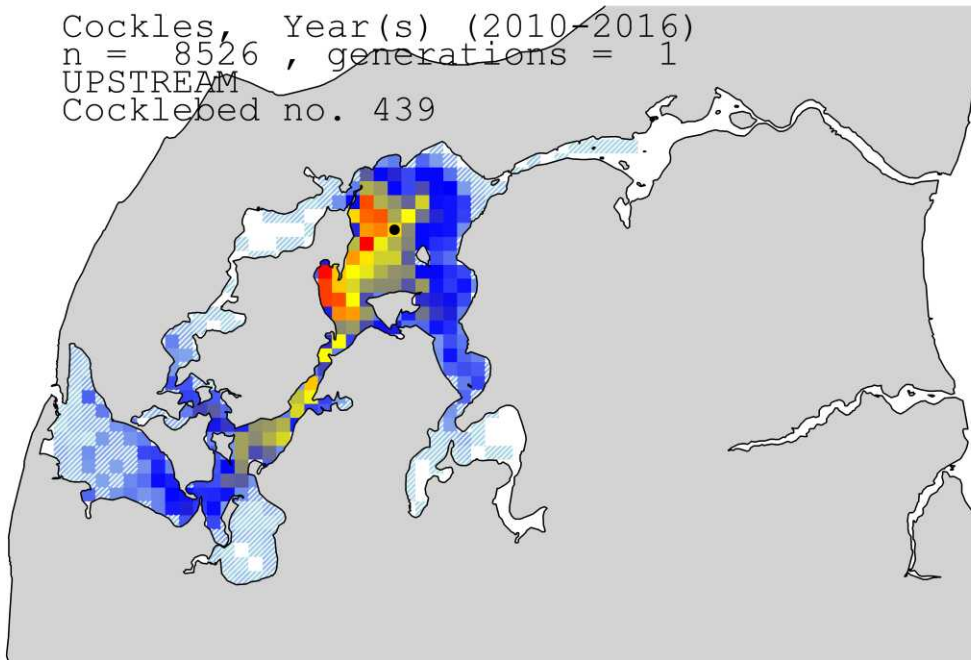 Cockles, Year(s) (2010-2016)
n = 8526 , generations = 1
UPSTREAM
Cocklebed no. 439